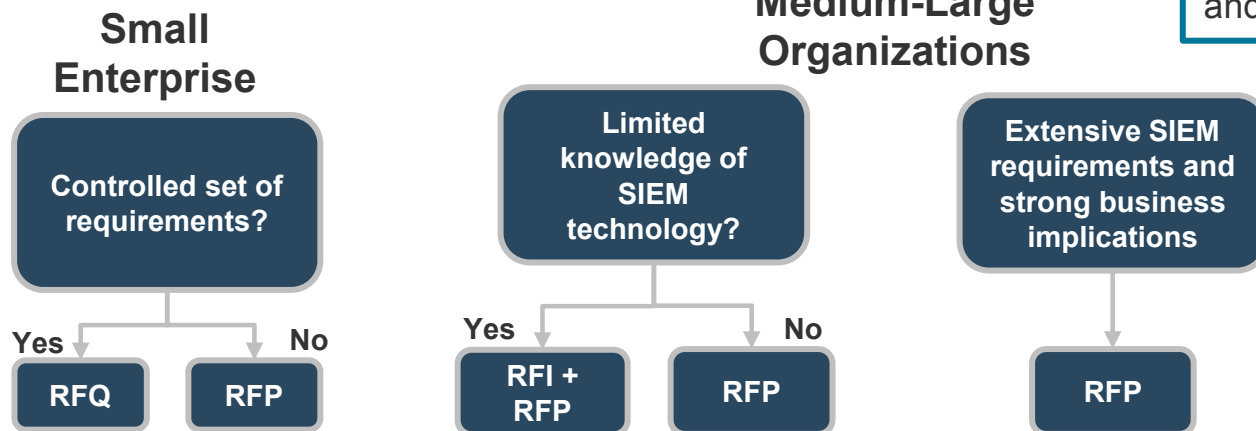 Small
Enterprise
Medium-Large
Organizations
and
Controlled set of
requirements?
Yes
No
RFQ
RFP
Limited
knowledge of
SIEM
technology?
Yes
No
RFI +
RFP
RFP
Extensive SIEM
requirements and
strong business
implications
RFP